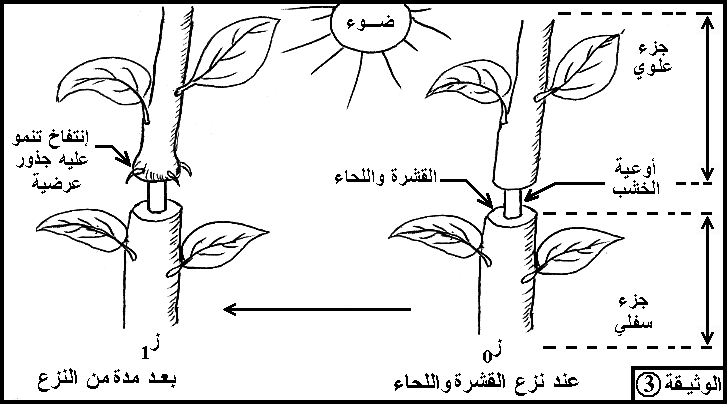 ضـــوء
جزء
علوي
أوعية
الخشب
القشرة واللحاء
إنتفاخ تنمو
عليه جذور
عرضية
جزء
سفلي
ز0
عند نزع القشرة واللحاء
ز1
بعد مدة من النزع
الوثيقة 3